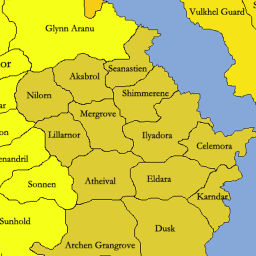 Vulkhel Guard
Glynn Aranu
or
Seanastien
Akabrol
Nilorn
Shimmerene
Mergrove
on
Lillarnor
Ilyadora
Celemora
enandril
Sonnen
Atheival
Eldara
Karndar
Sunhold
Dusk
Archen Grangrove